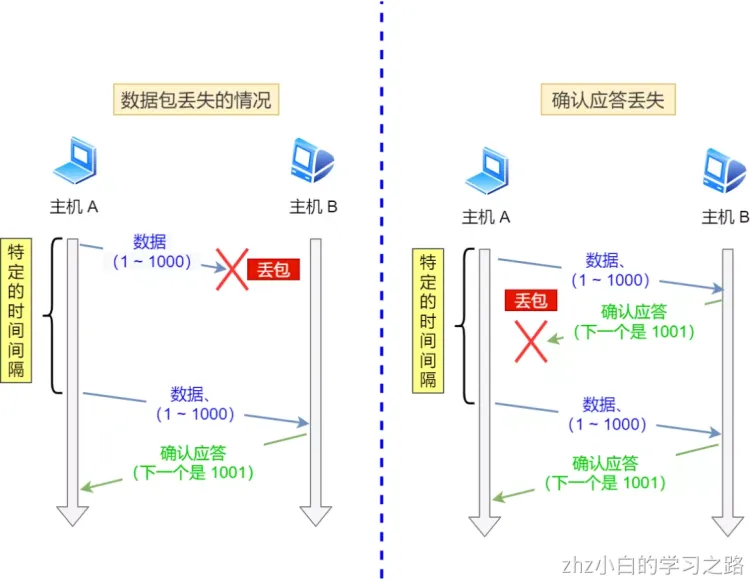 数据包丢失的情况
主机 A
主机 B
特定的时间间隔
数据
(1 ~ 1000)
丢包
数据、
(1 ~ 1000)
确认应答
(下一个是 1001)
确认应答丢失
主机 A
主机 B
特定的时间间隔
数据、
(1 ~ 1000)
丢包
确认应答
(下一个是 1001)
数据、
(1 ~ 1000)
确认应答
(下一个是 1001)
zhz小白的学习之路